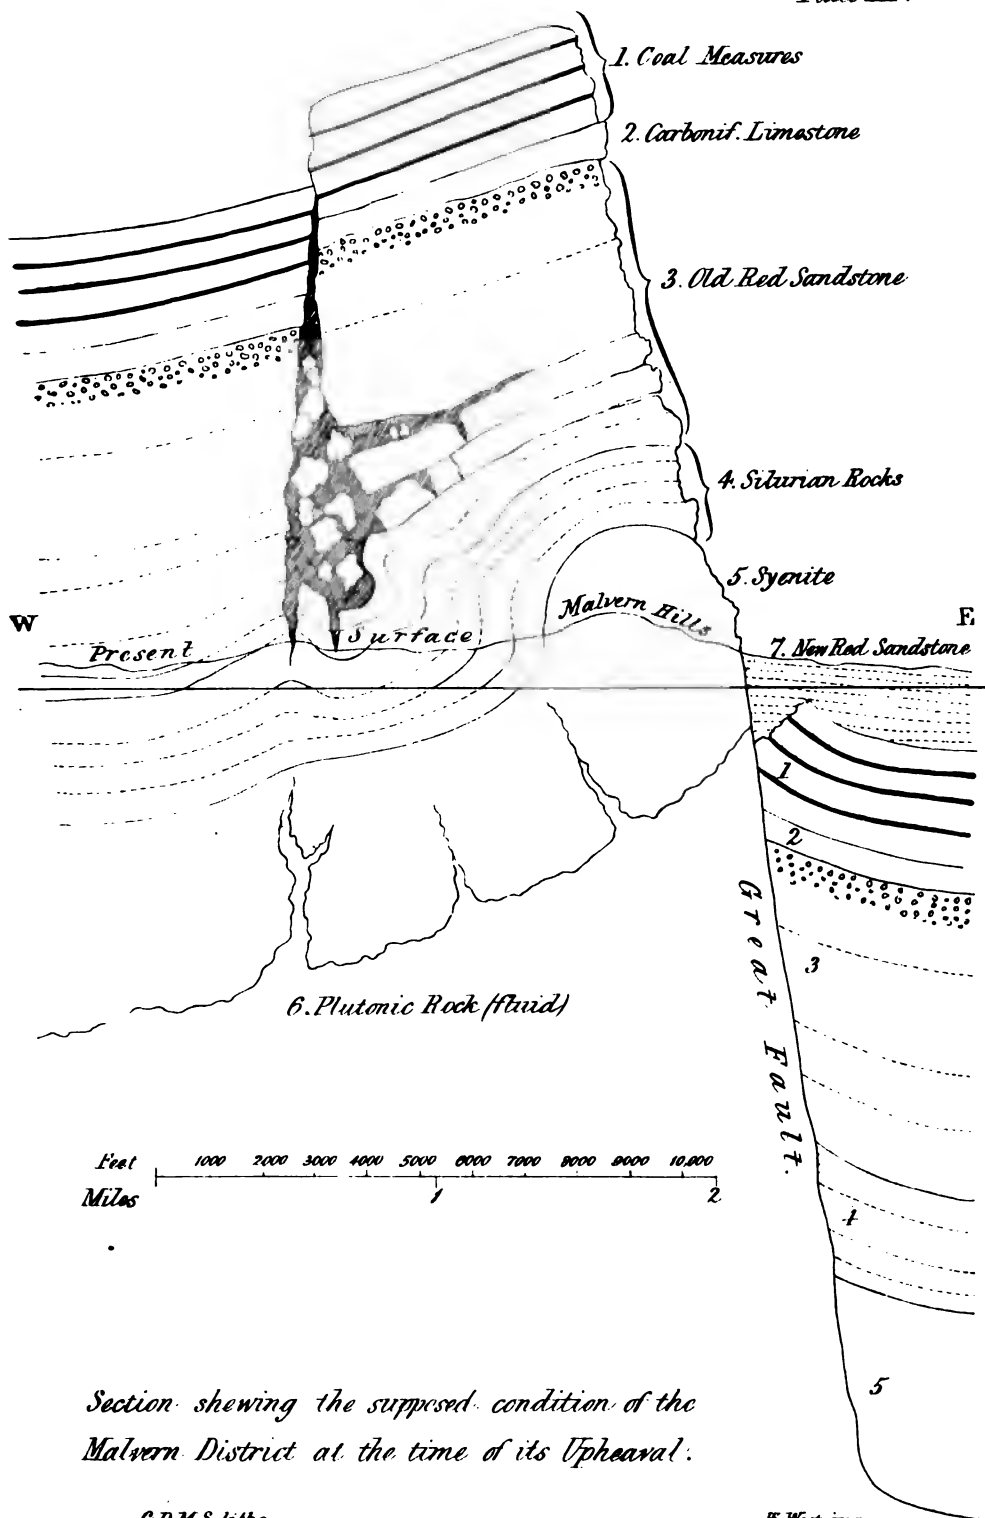 1. Coal Measures
2. Carbonif. Limestone
3. Old Red Sandstone
4. Silurian Rocks
5. Syenite
W
E
Malvern Hills
Present Surface
7. New Red Sandstone
1
2
Great Fault.
3
6. Plutonic Rock (fluid)
Feet 1000 2000 3000 4000 5000 6000 7000 8000 9000 10,000
Miles 1 2
4
5
Section shewing the supposed condition of the
Malvern District at the time of its Upheaval.